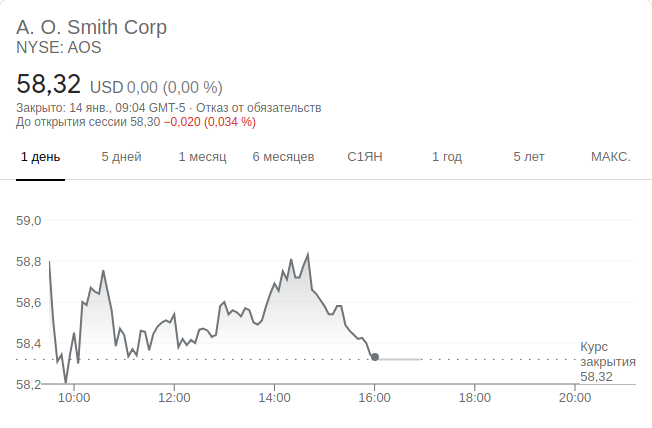 A. O. Smith Corp
NYSE: AOS
58,32 USD 0,00 (0,00 %)
Закрыто: 14 янв., 09:04 GMT-5 · Отказ от обязательств
До открытия сессии 58,30 −0,020 (0,034 %)
1 день 5 дней 1 месяц 6 месяцев С1ЯН 1 год 5 лет МАКС.
59,0
58,8
58,6
58,4
58,2
Курс
закрытия
58,32
10:00 12:00 14:00 16:00 18:00 20:00